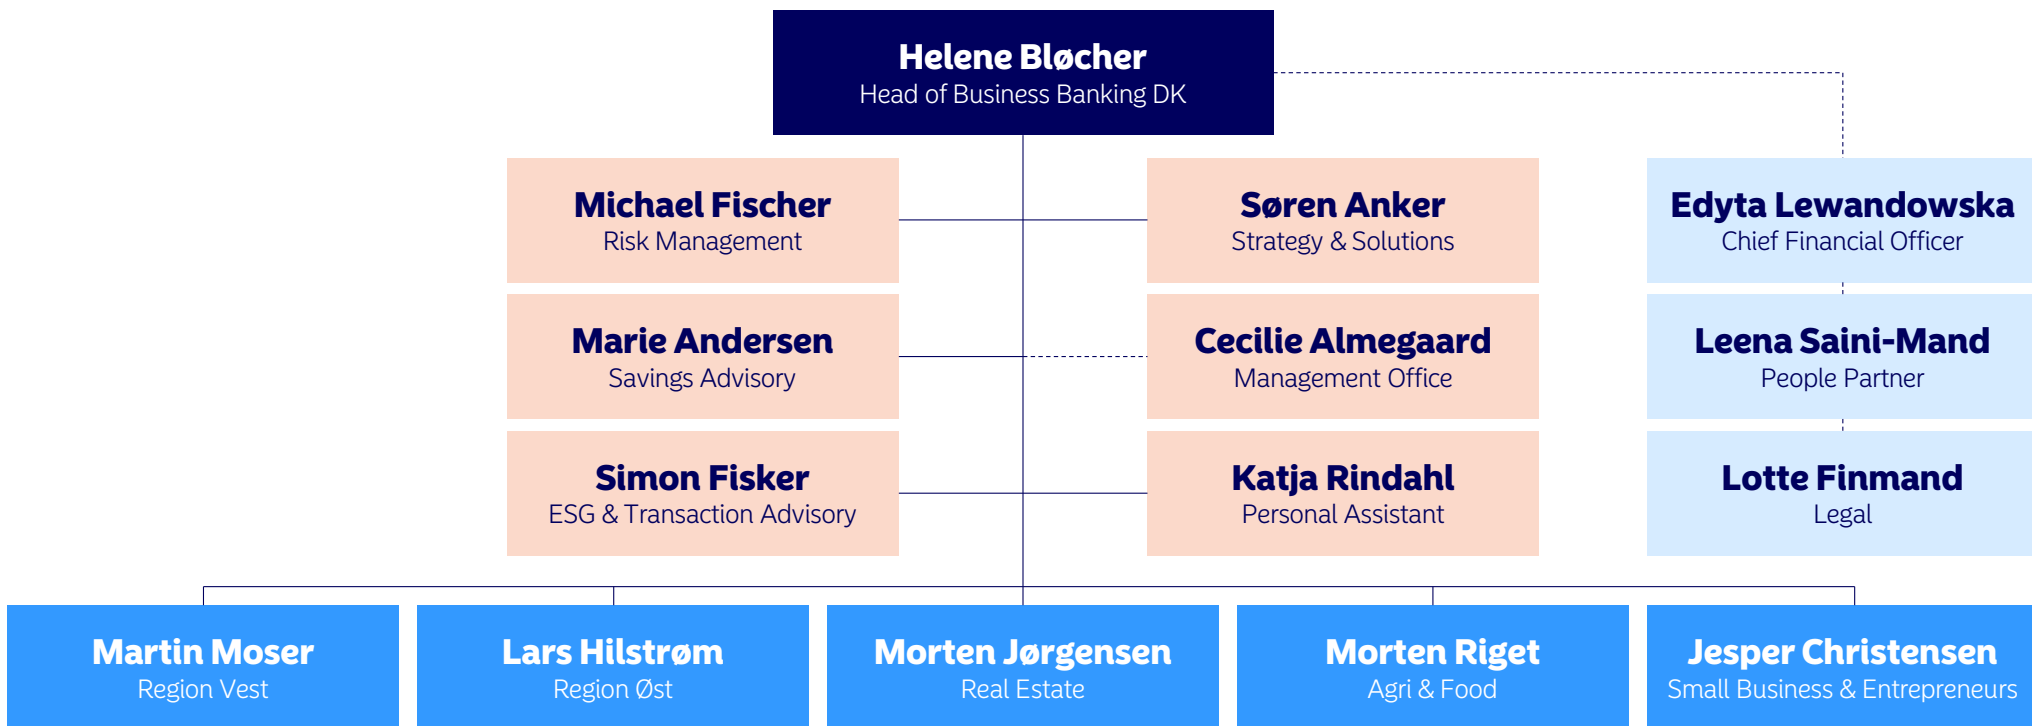 Helene Bløcher
Head of Business Banking DK
Michael Fischer
Risk Management
Søren Anker
Strategy & Solutions
Edyta Lewandowska
Chief Financial Officer
Marie Andersen
Savings Advisory
Cecilie Almegaard
Management Office
Leena Saini-Mand
People Partner
Simon Fisker
ESG & Transaction Advisory
Katja Rindahl
Personal Assistant
Lotte Finmand
Legal
Martin Moser
Region Vest
Lars Hilstrøm
Region Øst
Morten Jørgensen
Real Estate
Morten Riget
Agri & Food
Jesper Christensen
Small Business & Entrepreneurs